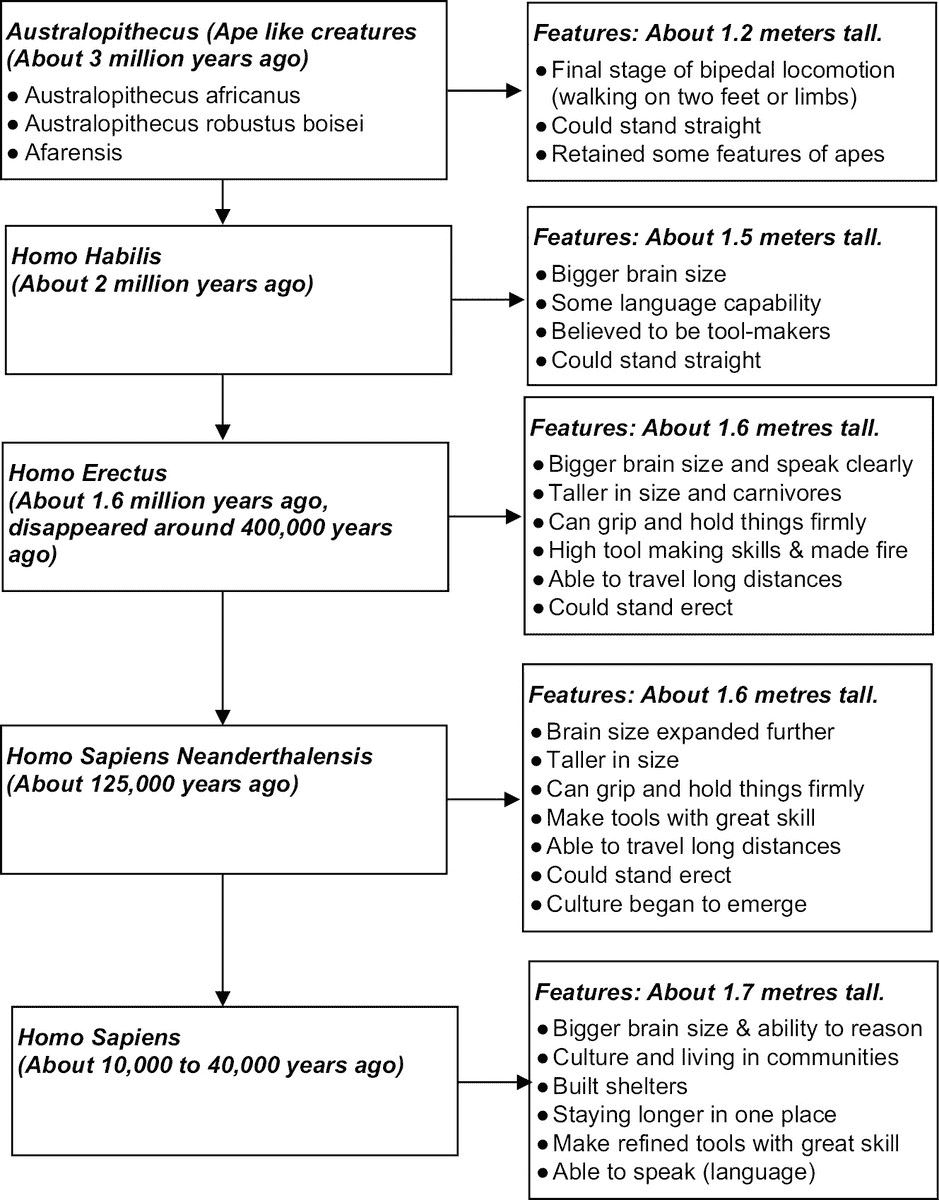 Australopithecus (Ape like creatures
(About 3 million years ago)
● Australopithecus africanus
● Australopithecus robustus boisei
● Afarensis
Features: About 1.2 meters tall.
● Final stage of bipedal locomotion
(walking on two feet or limbs)
● Could stand straight
● Retained some features of apes
Homo Habilis
(About 2 million years ago)
Features: About 1.5 meters tall.
● Bigger brain size
● Some language capability
● Believed to be tool-makers
● Could stand straight
Homo Erectus
(About 1.6 million years ago,
disappeared around 400,000 years
ago)
Features: About 1.6 metres tall.
● Bigger brain size and speak clearly
● Taller in size and carnivores
● Can grip and hold things firmly
● High tool making skills & made fire
● Able to travel long distances
● Could stand erect
Homo Sapiens Neanderthalensis
(About 125,000 years ago)
Features: About 1.6 metres tall.
● Brain size expanded further
● Taller in size
● Can grip and hold things firmly
● Make tools with great skill
● Able to travel long distances
● Could stand erect
● Culture began to emerge
Homo Sapiens
(About 10,000 to 40,000 years ago)
Features: About 1.7 metres tall.
● Bigger brain size & ability to reason
● Culture and living in communities
● Built shelters
● Staying longer in one place
● Make refined tools with great skill
● Able to speak (language)